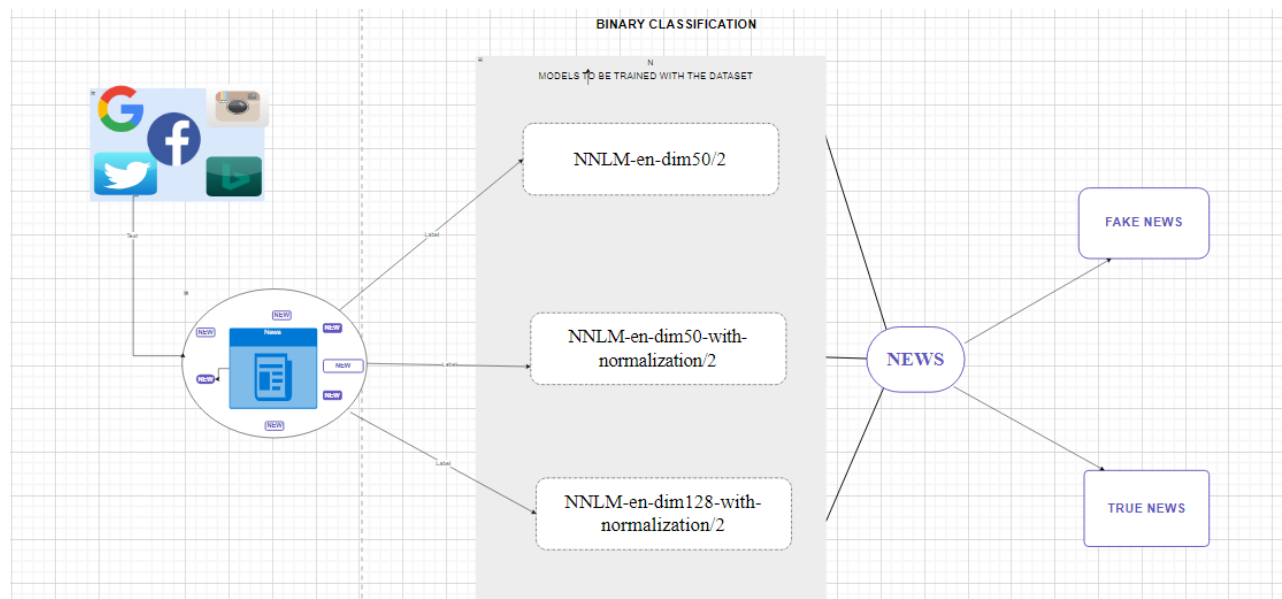 BINARY CLASSIFICATION
N
MODELS TO BE TRAINED WITH THE DATASET
NNLM-en-dim50/2
Text
Label
NEW
News
NEW
NEW
NEW
NEW
NEW
NEW
Label
NNLM-en-dim50-with-
normalization/2
Label
NNLM-en-dim128-with-
normalization/2
NEWS
FAKE NEWS
TRUE NEWS